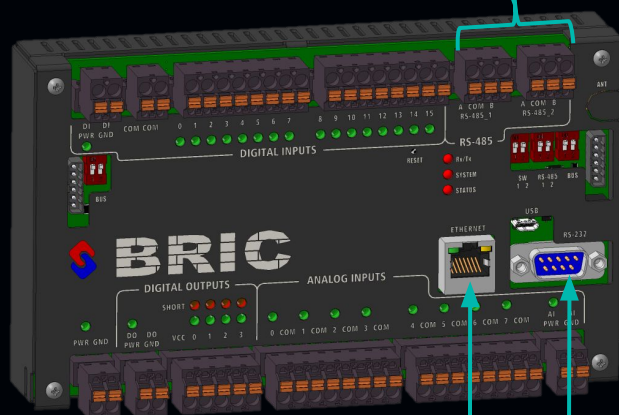 ANT
DI DI COM COM 0 1 2 3 4 5 6 7 8 9 10 11 12 13 14 15
PWR GND
A COM B A COM B
RS-485_1 RS-485_2
DIGITAL INPUTS
RS-485
RESET
Rx/Tx
SYSTEM
STATUS
SW RS-485 BUS
1 2 1 2
BUS
USB
RS-232
ETHERNET
BRIC
DIGITAL OUTPUTS
ANALOG INPUTS
SHORT
PWR GND DO DO VCC 0 1 2 3 0 COM 1 COM 2 COM 3 COM 4 COM 5 COM 6 COM 7 COM AI AI
PWR GND PWR GND